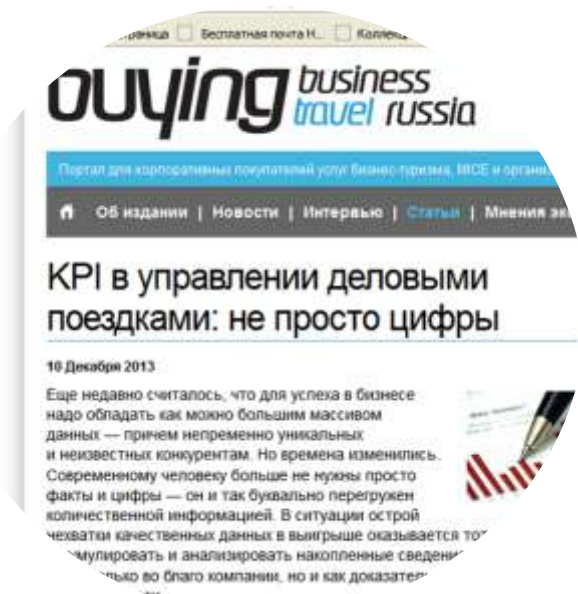 Бесплатная почта H...
buying business
travel russia
Портал для корпоративных покупателей услуг бизнес-туризма, MICE и
Об издании | Новости | Интервью | Статьи | Мнения
KPI в управлении деловыми
поездками: не просто цифры
10 Декабря 2013
Еще недавно считалось, что для успеха в бизнесе
надо обладать как можно большим массивом
данных — причем непременно уникальных
и неизвестных конкурентам. Но времена изменились.
Современному человеку больше не нужны просто
факты и цифры — он и так буквально перегружен
количественной информацией. В ситуации острой
нехватки качественных данных в выигрыше оказывается
и анализировать накопленные
во благо компании, но и как